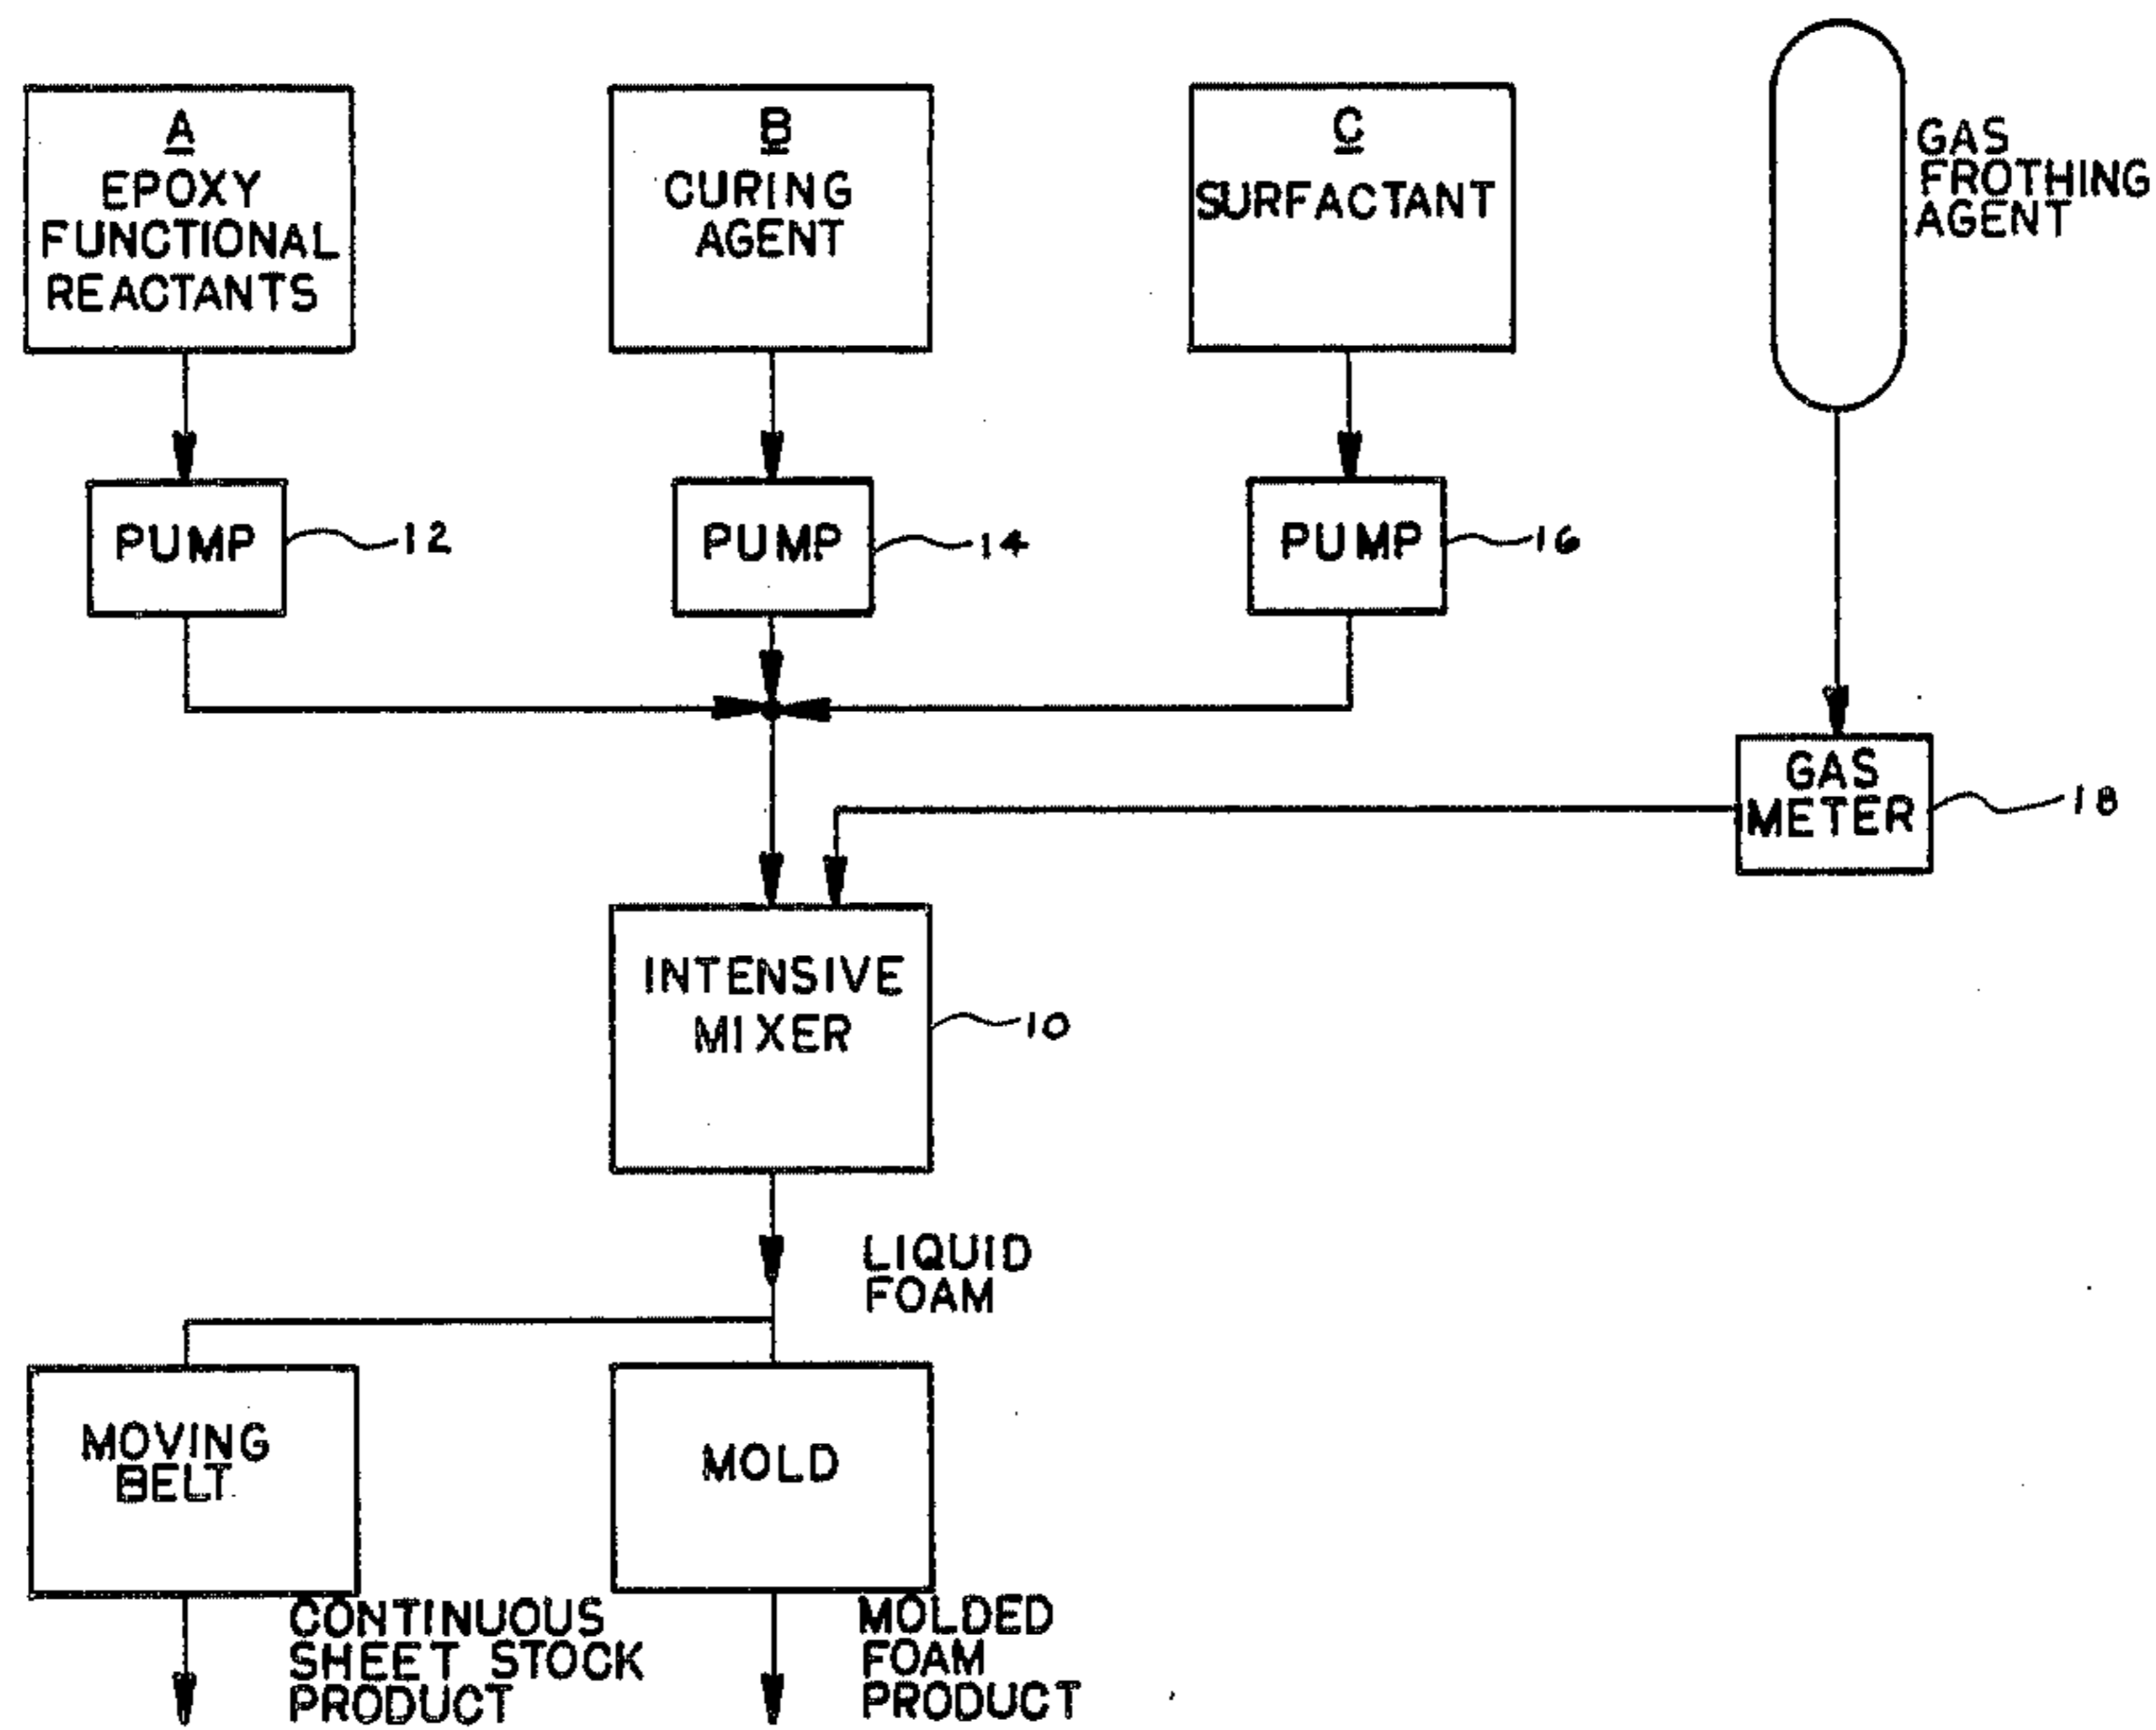 A
EPOXY
FUNCTIONAL
REACTANTS
B
CURING
AGENT
C
SURFACTANT
GAS
FROTHING
AGENT
PUMP
12
PUMP
14
PUMP
16
GAS
METER
18
INTENSIVE
MIXER
10
LIQUID
FOAM
MOVING
BELT
MOLD
CONTINUOUS
SHEET STOCK
PRODUCT
MOLDED
FOAM
PRODUCT